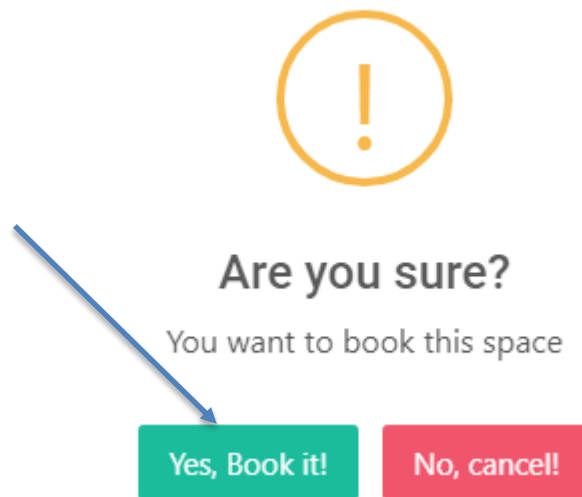 !
Are you sure?
You want to book this space
Yes, Book it! No, cancel!